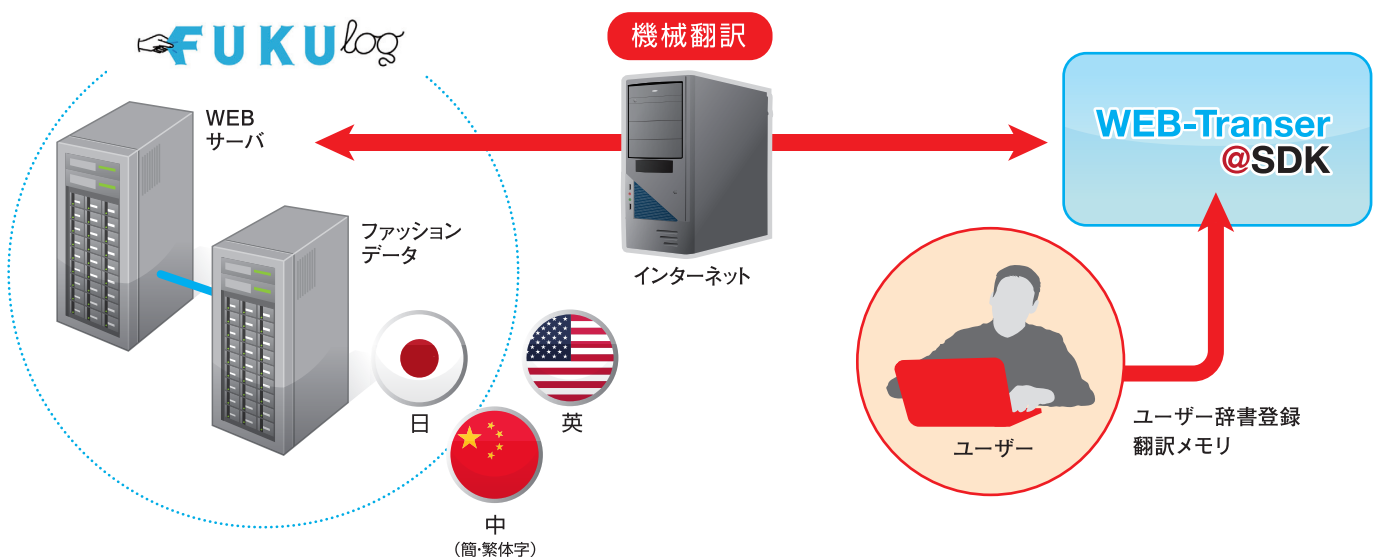 FUKUlog
機械翻訳
WEB
サーバ
ファッション
データ
インターネット
WEB-Transer
@SDK
日
英
中
(簡・繁体字)
ユーザー
ユーザー辞書登録
翻訳メモリ